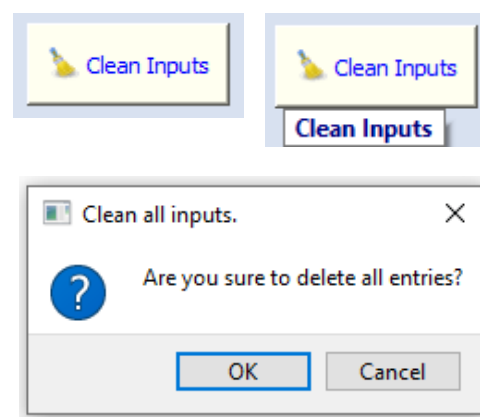 Clean Inputs
Clean Inputs
Clean Inputs
Clean all inputs.
Are you sure to delete all entries?
OK
Cancel